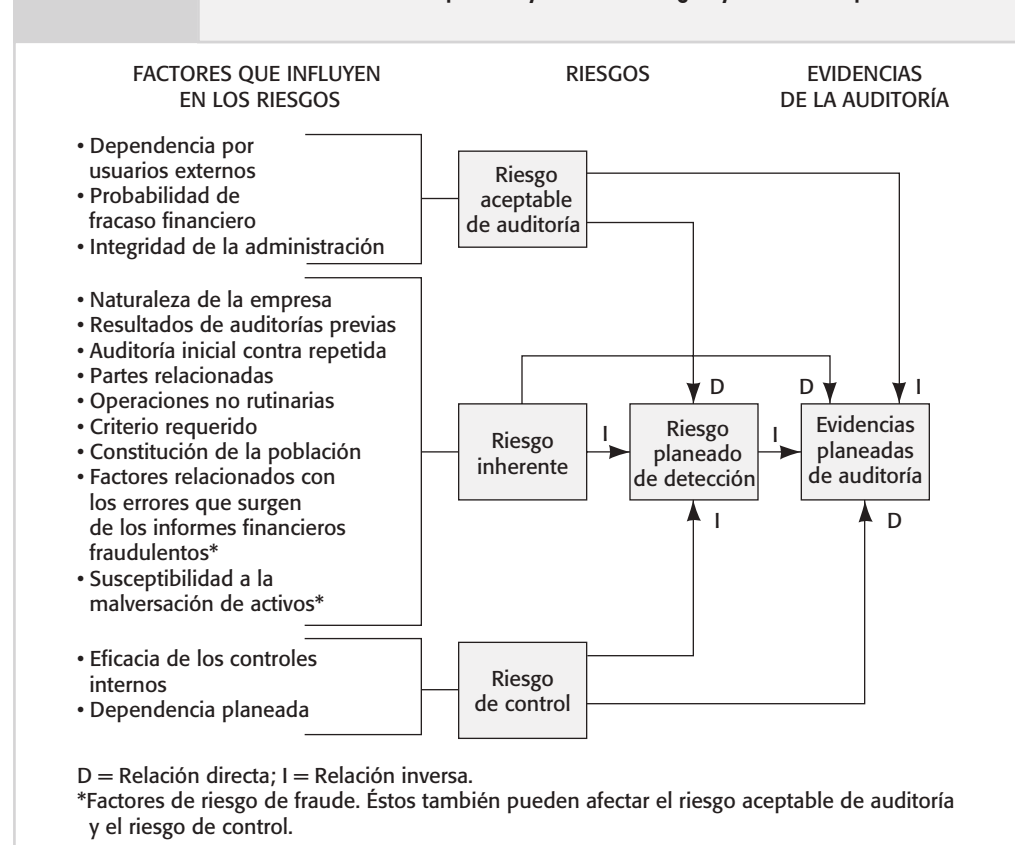 FACTORES QUE INFLUYEN
EN LOS RIESGOS
RIESGOS
EVIDENCIAS
DE LA AUDITORÍA
• Dependencia por
usuarios externos
• Probabilidad de
fracaso financiero
• Integridad de la administración
Riesgo
aceptable
de auditoría
• Naturaleza de la empresa
• Resultados de auditorías previas
• Auditoría inicial contra repetida
• Partes relacionadas
• Operaciones no rutinarias
• Criterio requerido
• Constitución de la población
• Factores relacionados con
los errores que surgen
de los informes financieros
fraudulentos*
• Susceptibilidad a la
malversación de activos*
Riesgo
inherente
I
D
Riesgo
planeado
de detección
I
I
D
I
Evidencias
planeadas
de auditoría
D
• Eficacia de los controles
internos
• Dependencia planeada
Riesgo
de control
D = Relación directa; I = Relación inversa.
*Factores de riesgo de fraude. Éstos también pueden afectar el riesgo aceptable de auditoría
y el riesgo de control.